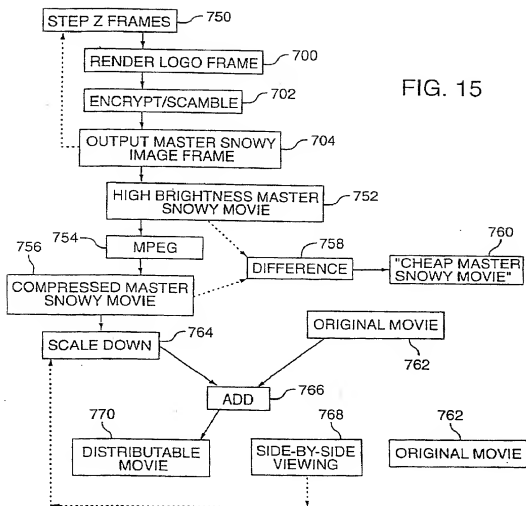 STEP Z FRAMES
750
RENDER LOGO FRAME
700
ENCRYPT/SCAMBLE
702
FIG. 15
OUTPUT MASTER SNOWY
IMAGE FRAME
704
HIGH BRIGHTNESS MASTER
SNOWY MOVIE
752
754
MPEG
756
COMPRESSED MASTER
SNOWY MOVIE
758
DIFFERENCE
760
"CHEAP MASTER
SNOWY MOVIE"
764
SCALE DOWN
ORIGINAL MOVIE
762
ADD
766
770
DISTRIBUTABLE
MOVIE
768
SIDE-BY-SIDE
VIEWING
762
ORIGINAL MOVIE